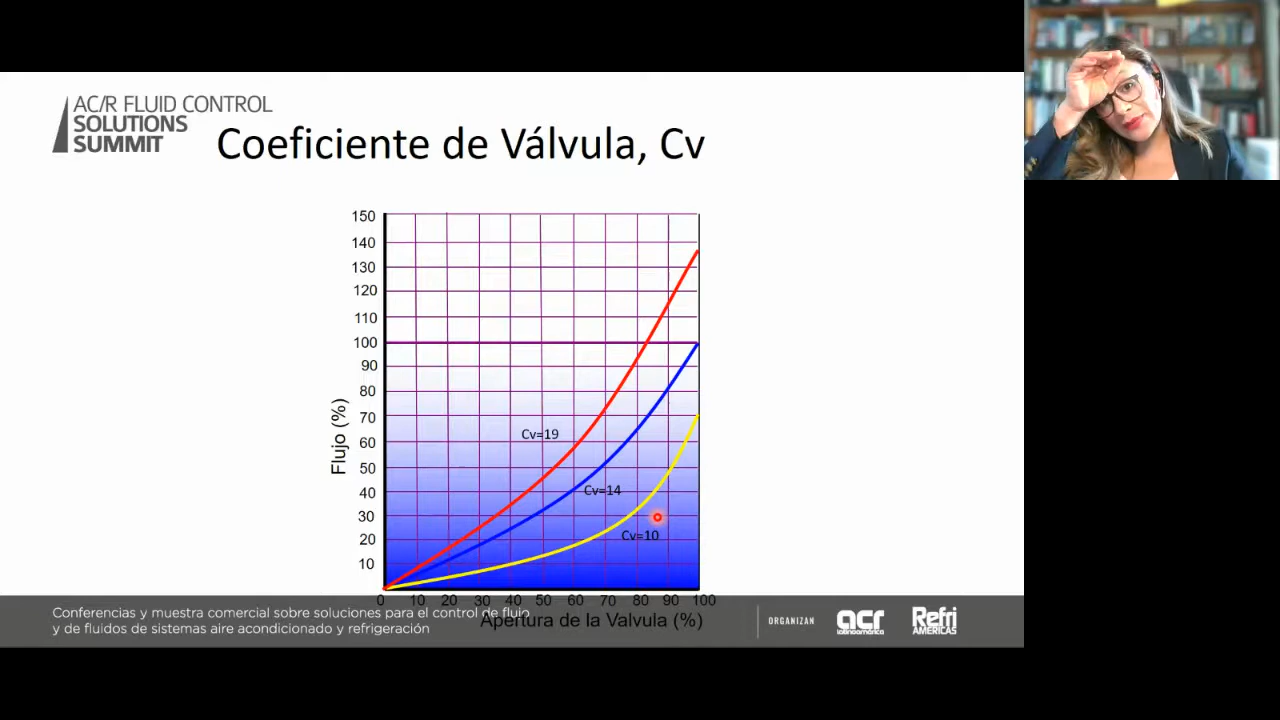 AC/R FLUID CONTROL
SOLUTIONS
SUMMIT
Coeficiente de Válvula, Cv
150
140
130
120
110
100
90
80
70
60
50
40
30
20
10
Flujo (%)
Cv=19
Cv=14
Cv=10
0 10 20 30 40 50 60 70 80 90 100
Apertura de la Valvula (%)
Conferencias y muestra comercial sobre soluciones para el control de flujo
y de fluidos de sistemas aire acondicionado y refrigeración
ORGANIZAN
acr
latinoamérica
Refri
AMÉRICAS